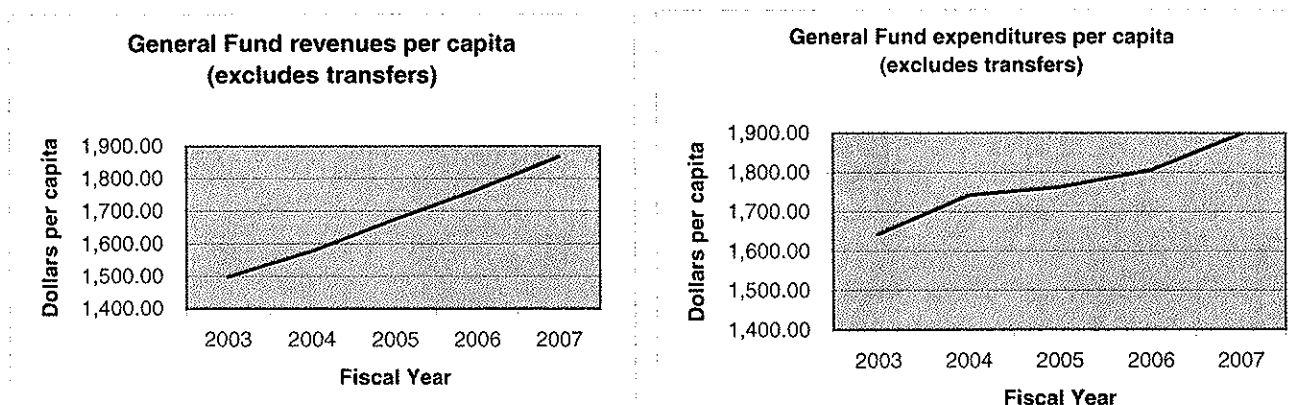 General Fund revenues per capita
(excludes transfers)
Dollars per capita
1,900.00
1,800.00
1,700.00
1,600.00
1,500.00
1,400.00
2003 2004 2005 2006 2007
Fiscal Year
General Fund expenditures per capita
(excludes transfers)
Dollars per capita
1,900.00
1,800.00
1,700.00
1,600.00
1,500.00
1,400.00
2003 2004 2005 2006 2007
Fiscal Year